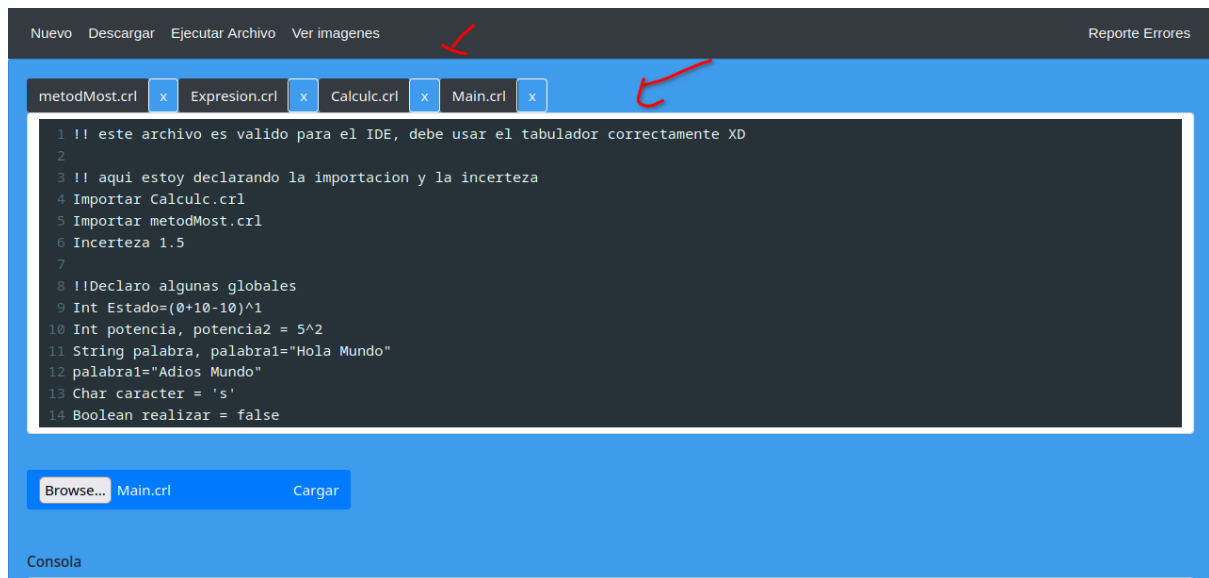 Nuevo Descargar Ejecutar Archivo Ver imagenes Reporte Errores
metodMost.crl x Expresion.crl x Calculc.crl x Main.crl x
1 !! este archivo es valido para el IDE, debe usar el tabulador correctamente XD
2
3 !! aqui estoy declarando la importacion y la incerteza
4 Importar Calculc.crl
5 Importar metodMost.crl
6 Incerteza 1.5
7
8 !!Declaro algunas globales
9 Int Estado=(0+10-10)^1
10 Int potencia, potencia2 = 5^2
11 String palabra, palabra1="Hola Mundo"
12 palabra1="Adios Mundo"
13 Char caracter = 's'
14 Boolean realizar = false
Browse... Main.crl Cargar
Consola